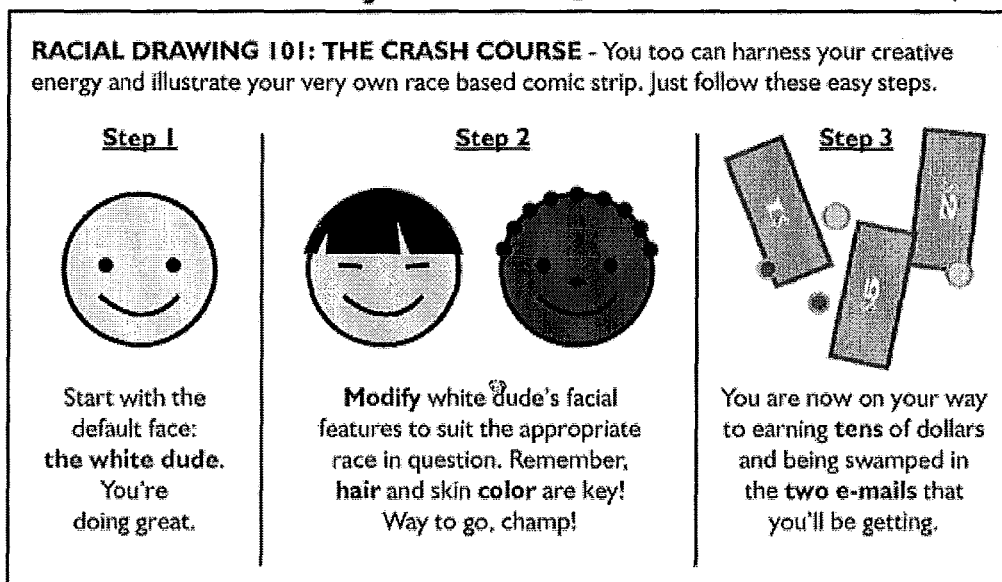 RACIAL DRAWING 101: THE CRASH COURSE - You too can harness your creative
energy and illustrate your very own race based comic strip. Just follow these easy steps.
Step 1
Start with the
default face:
the white dude.
You're
doing great.
Step 2
Modify white dude's facial
features to suit the appropriate
race in question. Remember,
hair and skin color are key!
Way to go, champ!
Step 3
You are now on your way
to earning tens of dollars
and being swamped in
the two e-mails that
you'll be getting.